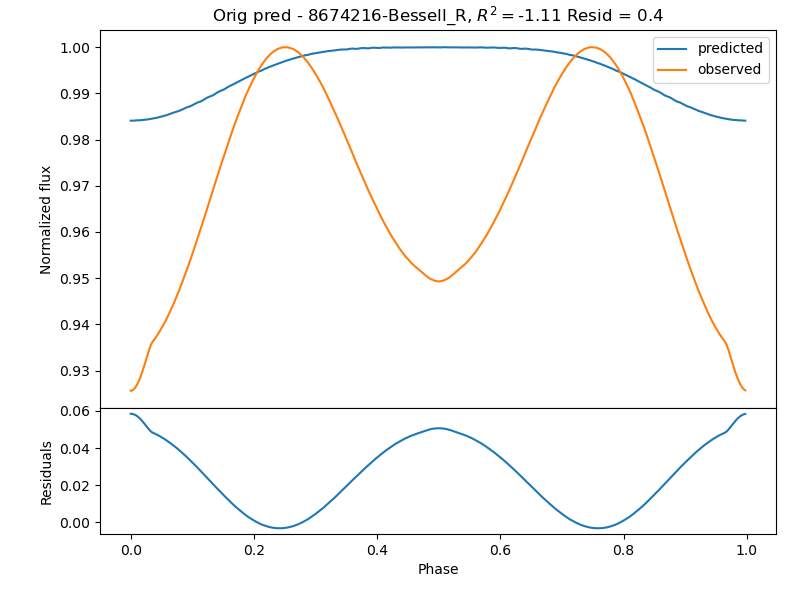 Orig pred - 8674216-Bessell_R, R² = -1.11 Resid = 0.4
predicted
observed
Normalized flux
1.00
0.99
0.98
0.97
0.96
0.95
0.94
0.93
Residuals
0.06
0.04
0.02
0.00
0.0 0.2 0.4 0.6 0.8 1.0
Phase